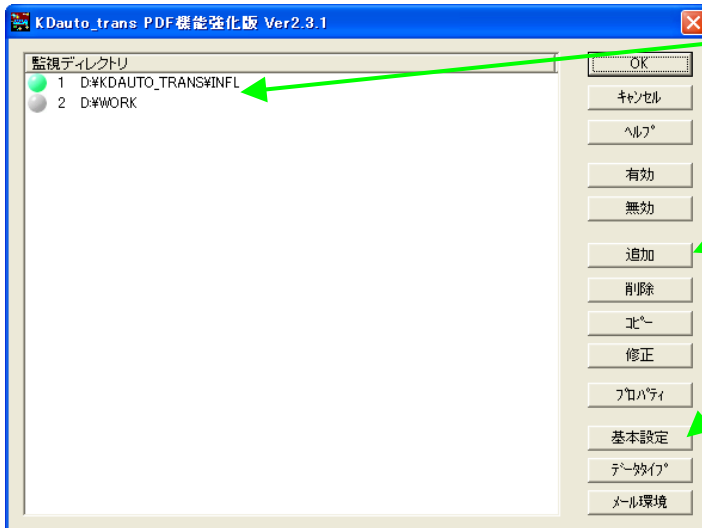 KDauto_trans PDF機能強化版 Ver2.3.1
監視ディレクトリ
1 D:¥KDAUTO_TRANS¥INFL
2 D:¥WORK
OK
ｷｬﾝｾﾙ
ﾍﾙﾌﾟ
有効
無効
追加
削除
ｺﾋﾟｰ
修正
ﾌﾟﾛﾊﾟﾃｨ
基本設定
ﾃﾞｰﾀﾀｲﾌﾟ
ﾒｰﾙ環境